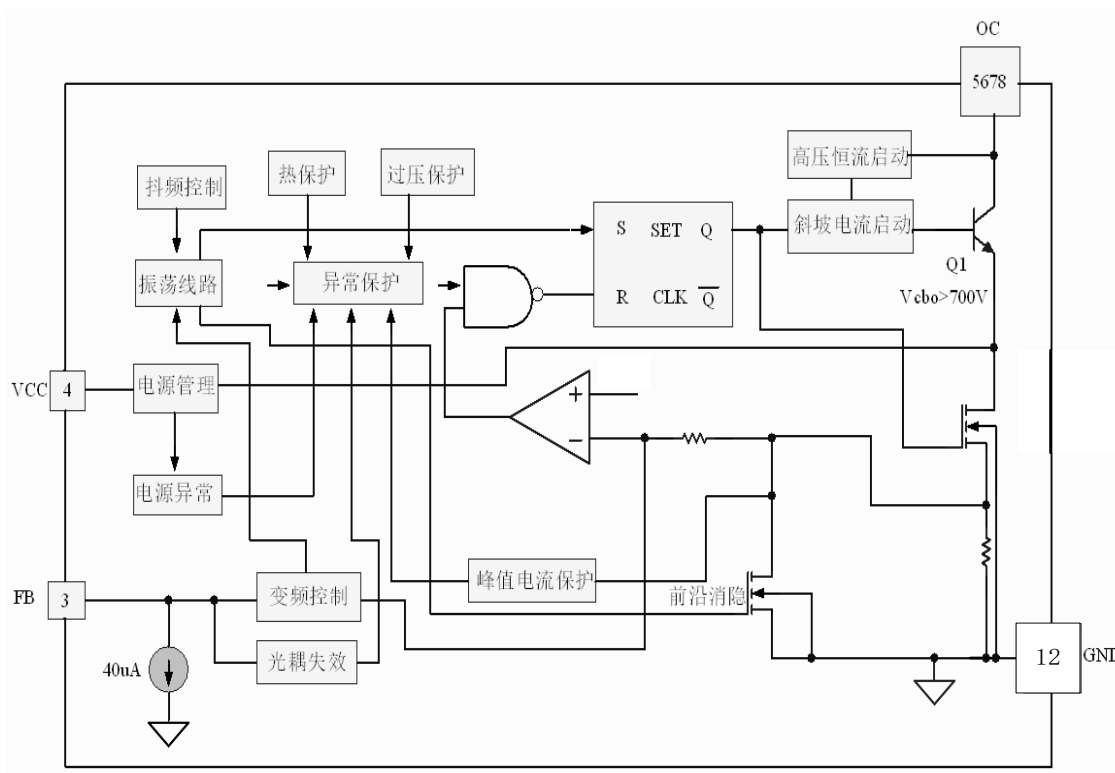 OC
5678
高压恒流启动
热保护
过压保护
抖频控制
S SET Q
斜坡电流启动
振荡线路
异常保护
Q1
R CLK Q
Vcbo>700V
VCC
4
电源管理
+
−
电源异常
峰值电流保护
FB
3
变频控制
前沿消隐
光耦失效
40uA
12
GND